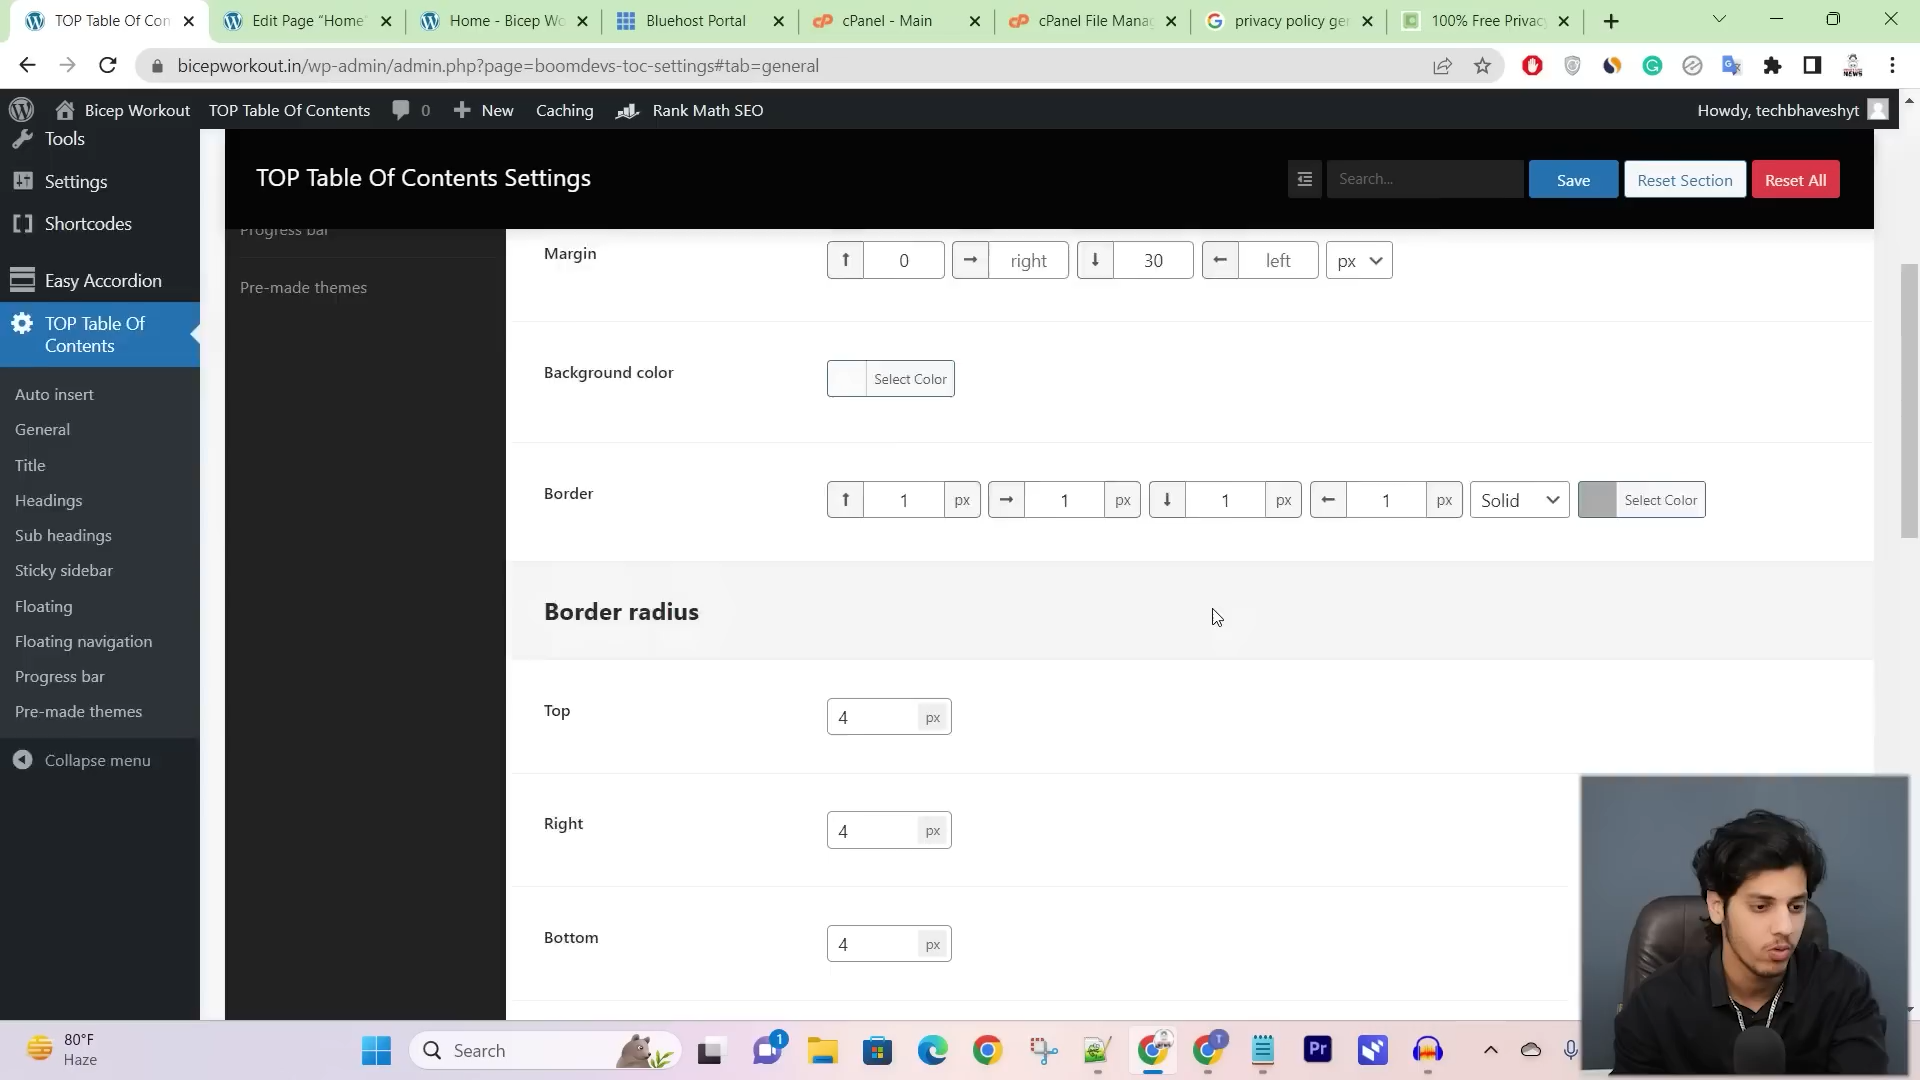 TOP Table Of Con
Edit Page "Home"
Home - Bicep Wo
Bluehost Portal
cPanel - Main
cPanel File Mana
privacy policy ge
100% Free Privac
bicepworkout.in/wp-admin/admin.php?page=boomdevs-toc-settings#tab=general
Bicep Workout TOP Table Of Contents 0 New Caching Rank Math SEO Howdy, techbhaveshyt
Tools
Settings
Shortcodes
Easy Accordion
TOP Table Of
Contents
Auto insert
General
Title
Headings
Sub headings
Sticky sidebar
Floating
Floating navigation
Progress bar
Pre-made themes
Collapse menu
TOP Table Of Contents Settings
Search...
Save
Reset Section
Reset All
Progress bar
Pre-made themes
Margin 0 right 30 left px
Background color Select Color
Border 1 px 1 px 1 px 1 px Solid Select Color
Border radius
Top 4 px
Right 4 px
Bottom 4 px
80°F
Haze
Search
1
T
Pr